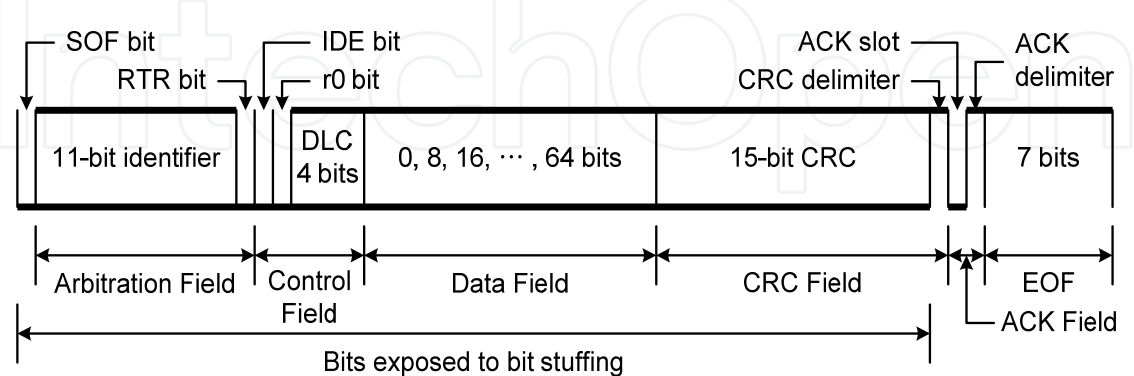 IntechOpen
SOF bit
IDE bit
ACK slot
ACK
delimiter
RTR bit
r0 bit
CRC delimiter
11-bit identifier
DLC
4 bits
0, 8, 16, ⋯ , 64 bits
15-bit CRC
7 bits
Arbitration Field
Control
Field
Data Field
CRC Field
EOF
ACK Field
Bits exposed to bit stuffing